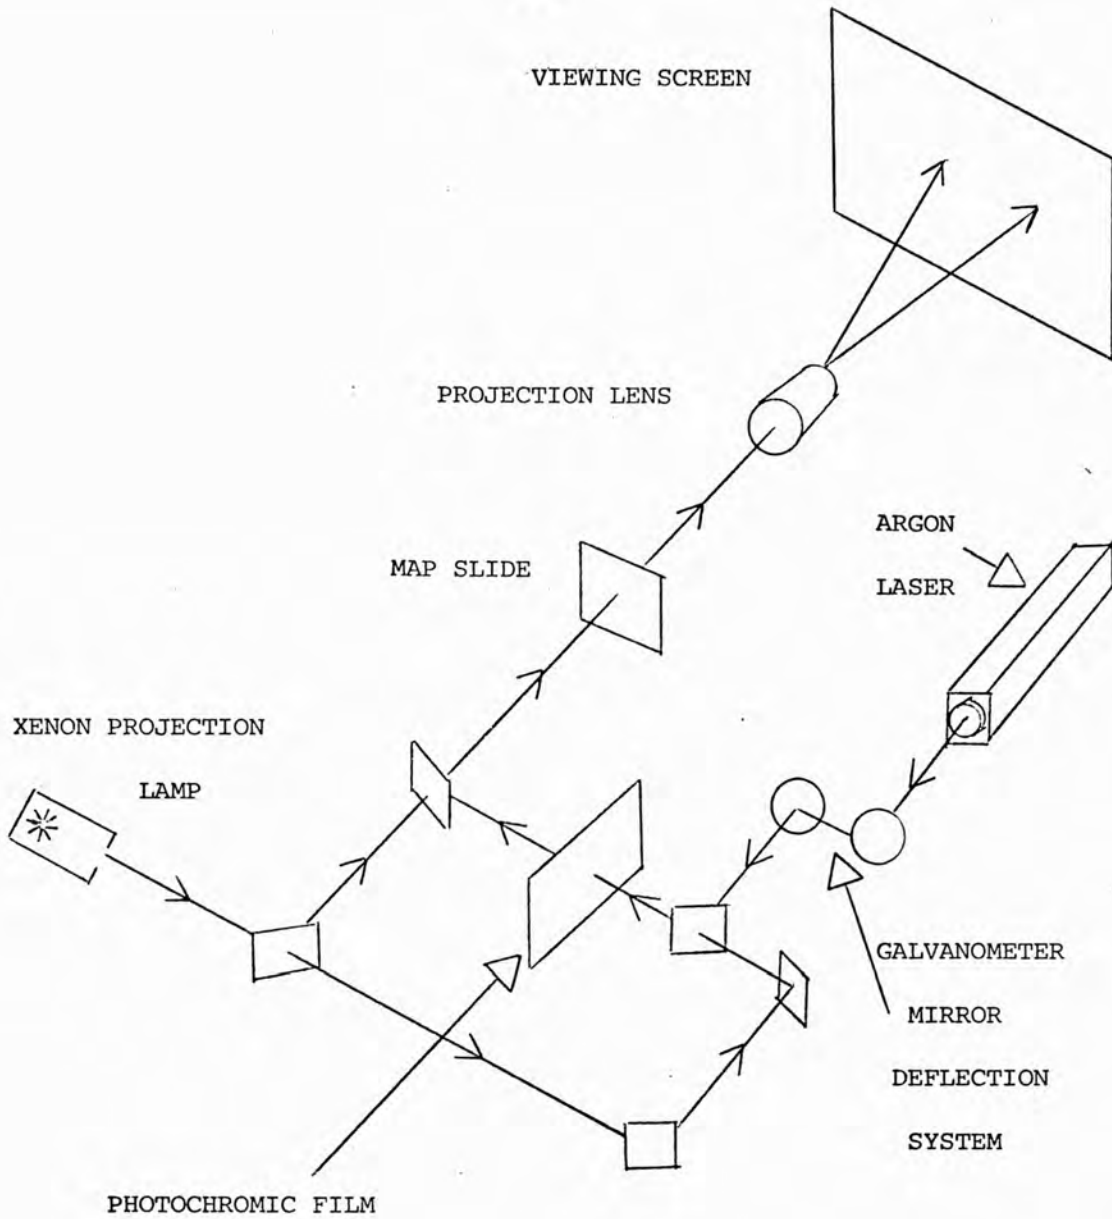 VIEWING SCREEN
PROJECTION LENS
ARGON
LASER
MAP SLIDE
XENON PROJECTION
LAMP
GALVANOMETER
MIRROR
DEFLECTION
SYSTEM
PHOTOCHROMIC FILM